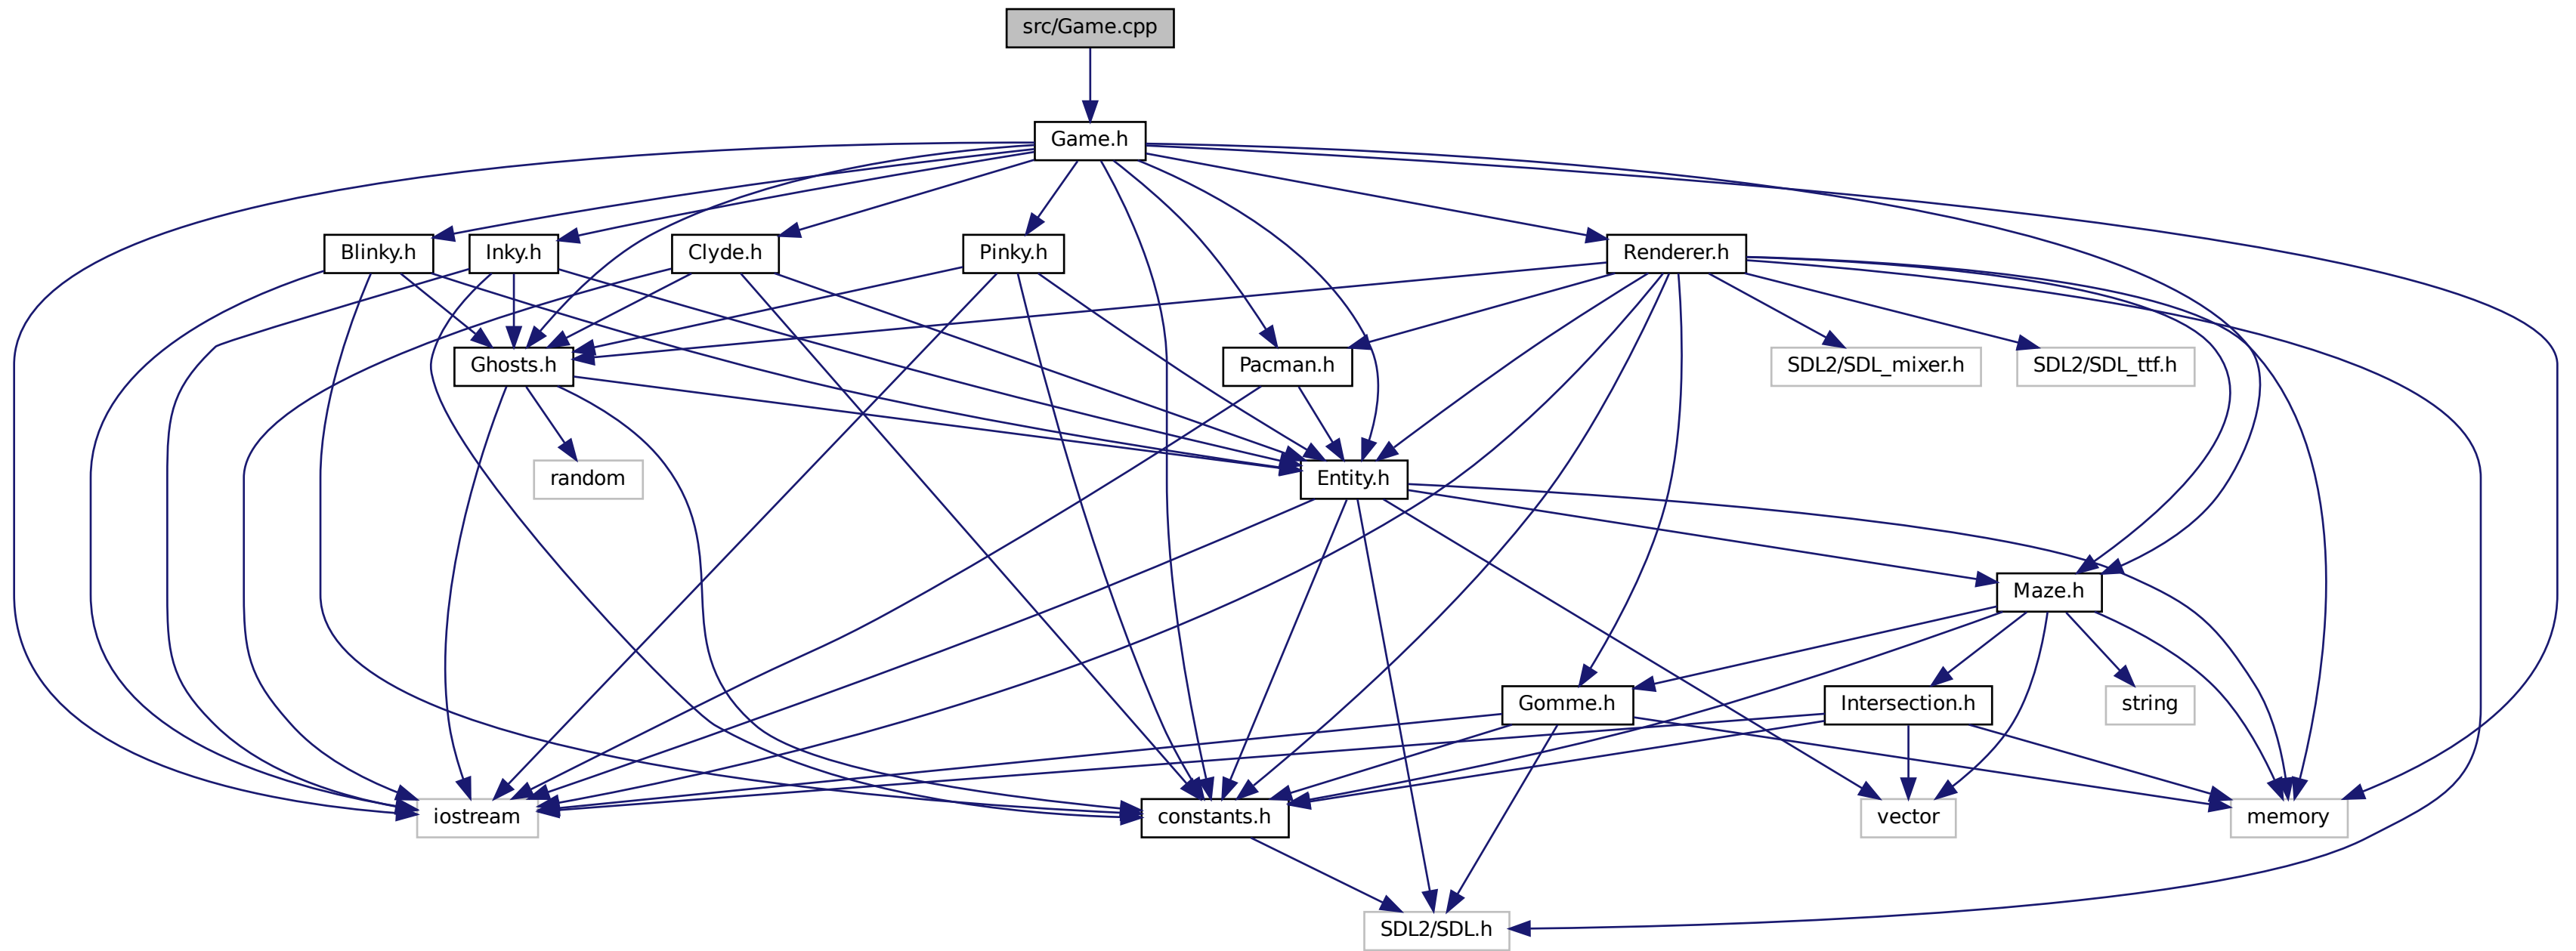 src/Game.cpp
Game.h
Blinky.h
Inky.h
Clyde.h
Pinky.h
Renderer.h
Ghosts.h
Pacman.h
SDL2/SDL_mixer.h
SDL2/SDL_ttf.h
random
Entity.h
Maze.h
Gomme.h
Intersection.h
string
iostream
constants.h
vector
memory
SDL2/SDL.h